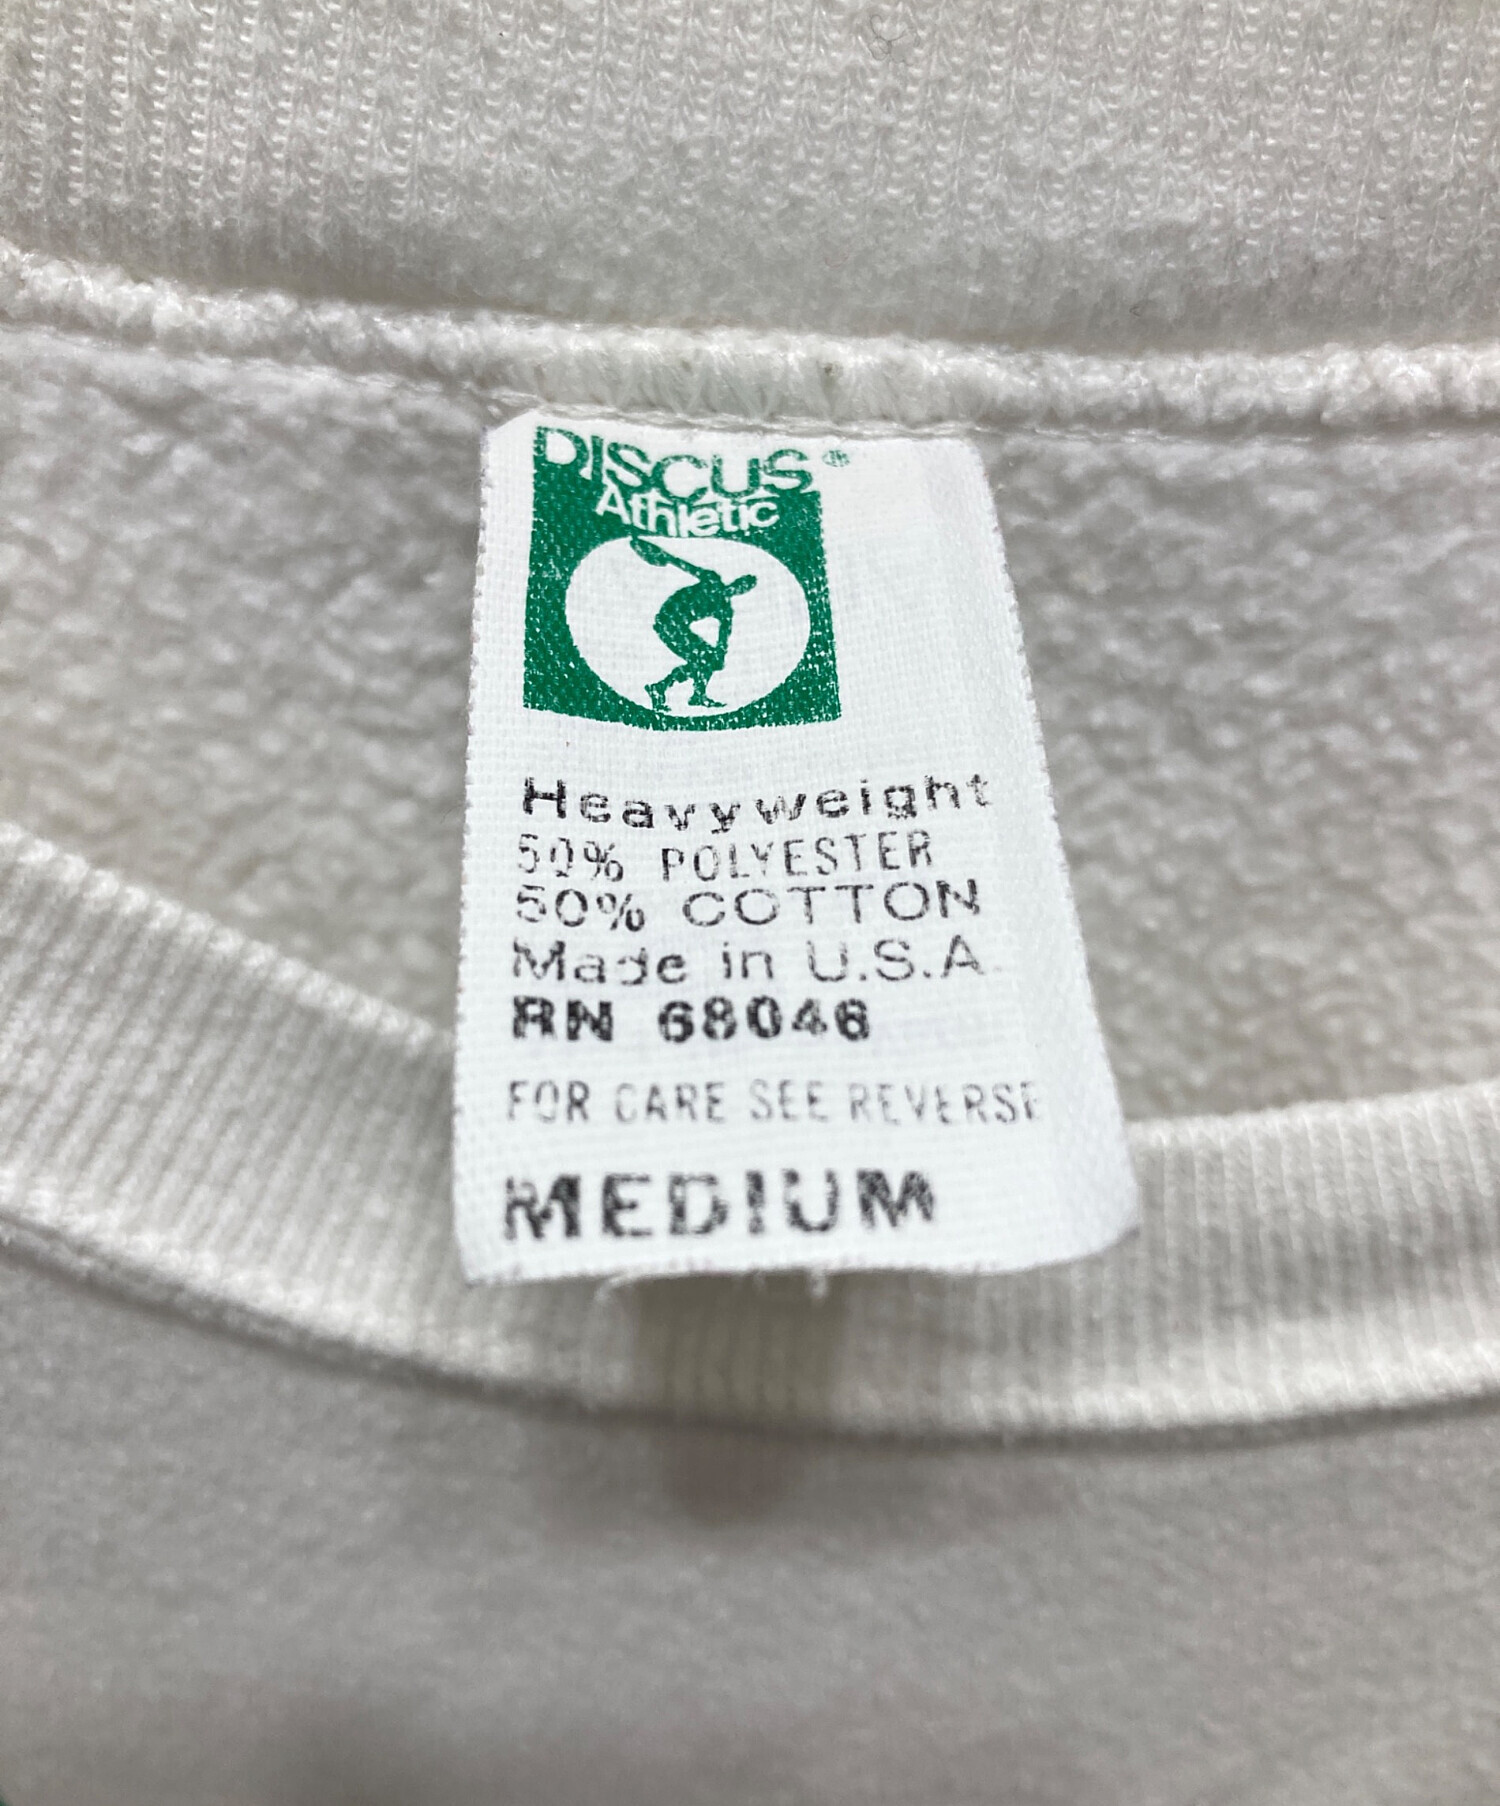 DISCUS®
Athletic
Heavyweight
50% POLYESTER
50% COTTON
Made in U.S.A.
RN 68046
FOR CARE SEE REVERSE
MEDIUM